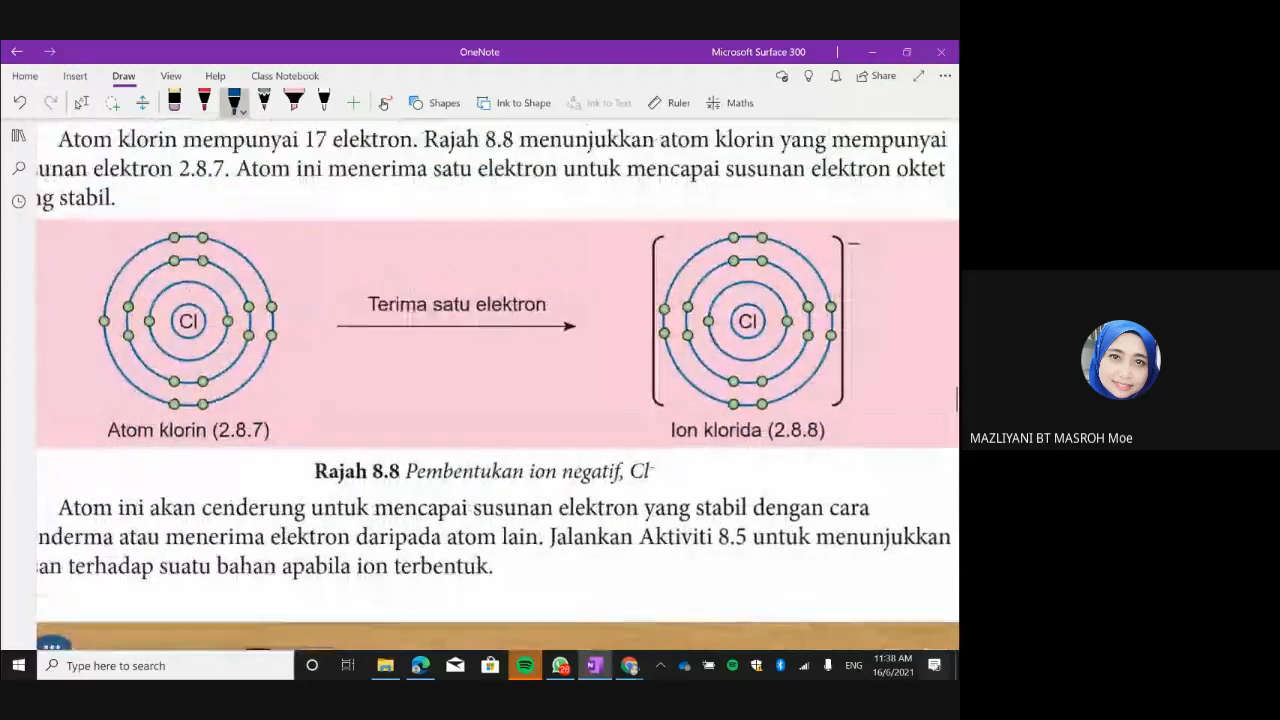 OneNote
Microsoft Surface 300
Home Insert Draw View Help Class Notebook
Share
Shapes Ink to Shape Ink to Text Ruler Maths
Atom klorin mempunyai 17 elektron. Rajah 8.8 menunjukkan atom klorin yang mempunyai
unan elektron 2.8.7. Atom ini menerima satu elektron untuk mencapai susunan elektron oktet
ng stabil.
Cl
Terima satu elektron
Cl
–
Atom klorin (2.8.7)
Ion klorida (2.8.8)
Rajah 8.8 Pembentukan ion negatif, Cl⁻
Atom ini akan cenderung untuk mencapai susunan elektron yang stabil dengan cara
nderma atau menerima elektron daripada atom lain. Jalankan Aktiviti 8.5 untuk menunjukkan
an terhadap suatu bahan apabila ion terbentuk.
MAZLIYANI BT MASROH Moe
Type here to search
28
ENG
11:38 AM
16/6/2021